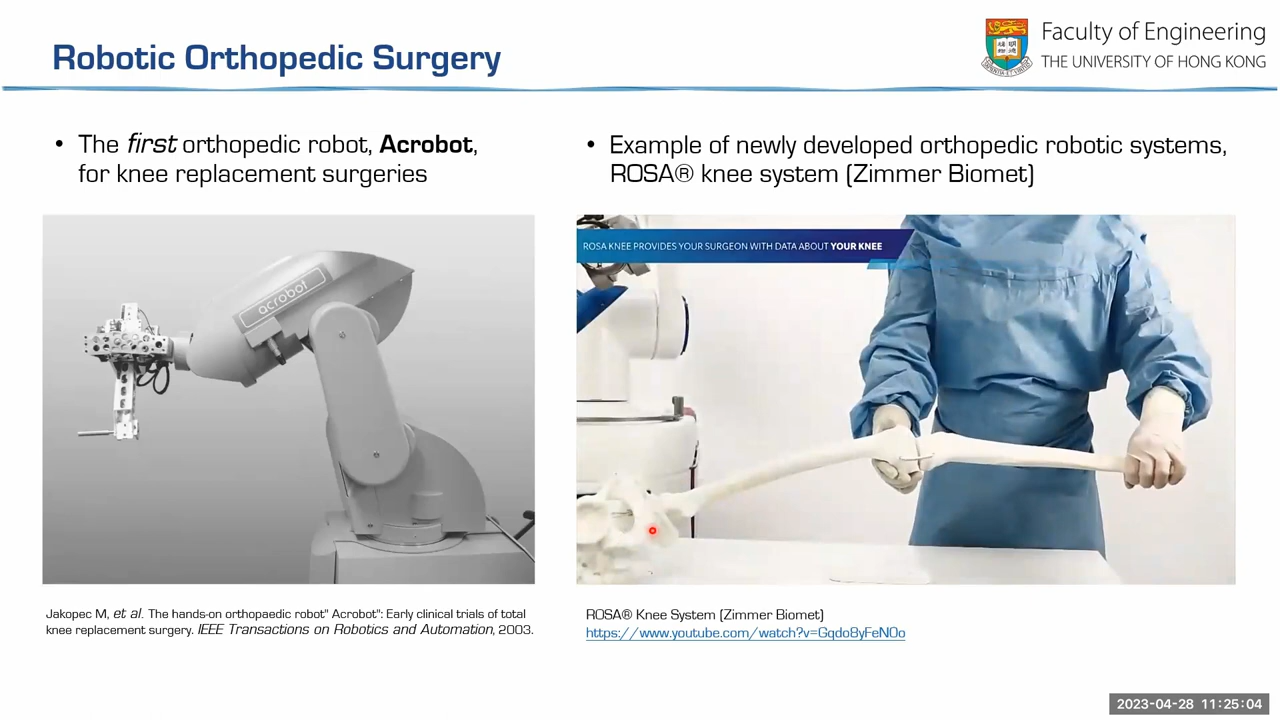 Robotic Orthopedic Surgery
Faculty of Engineering
THE UNIVERSITY OF HONG KONG
• The first orthopedic robot, Acrobot,
for knee replacement surgeries
• Example of newly developed orthopedic robotic systems,
ROSA® knee system (Zimmer Biomet)
acrobot
ROSA KNEE PROVIDES YOUR SURGEON WITH DATA ABOUT YOUR KNEE
Jakopec M, et al. The hands-on orthopaedic robot" Acrobot": Early clinical trials of total
knee replacement surgery. IEEE Transactions on Robotics and Automation, 2003.
ROSA® Knee System (Zimmer Biomet)
https://www.youtube.com/watch?v=Gqdo8yFeN0o
2023-04-28 11:25:04